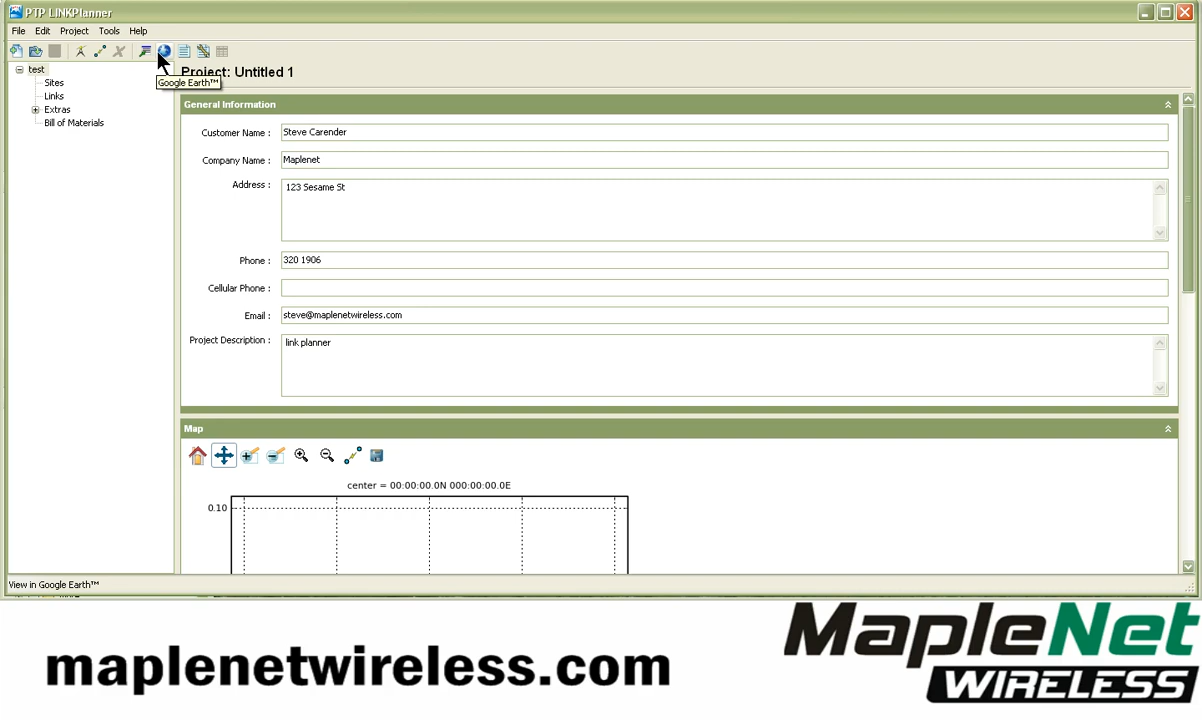 PTP LINKPlanner
File Edit Project Tools Help
test
Sites
Links
Extras
Bill of Materials
Google Earth™
Project: Untitled 1
General Information
Customer Name : Steve Carender
Company Name : Maplenet
Address : 123 Sesame St
Phone : 320 1906
Cellular Phone :
Email : steve@maplenetwireless.com
Project Description : link planner
Map
center = 00:00:00.0N 000:00:00.0E
0.10
View in Google Earth™
maplenetwireless.com
MapleNet
WIRELESS